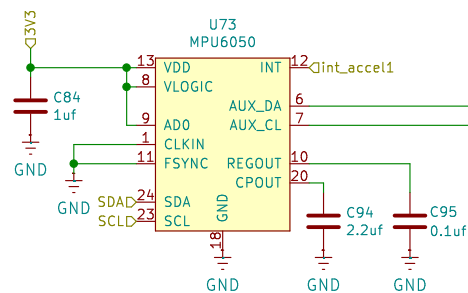 3V3
U73
MPU6050
13 VDD
8 VLOGIC
9 AD0
1 CLKIN
11 FSYNC
24 SDA
23 SCL
SDA
SCL
INT 12
int_accel1
AUX_DA 6
AUX_CL 7
REGOUT 10
CPOUT 20
GND
18
C84
1uf
GND
GND
GND
C94
2.2uf
GND
C95
0.1uf
GND